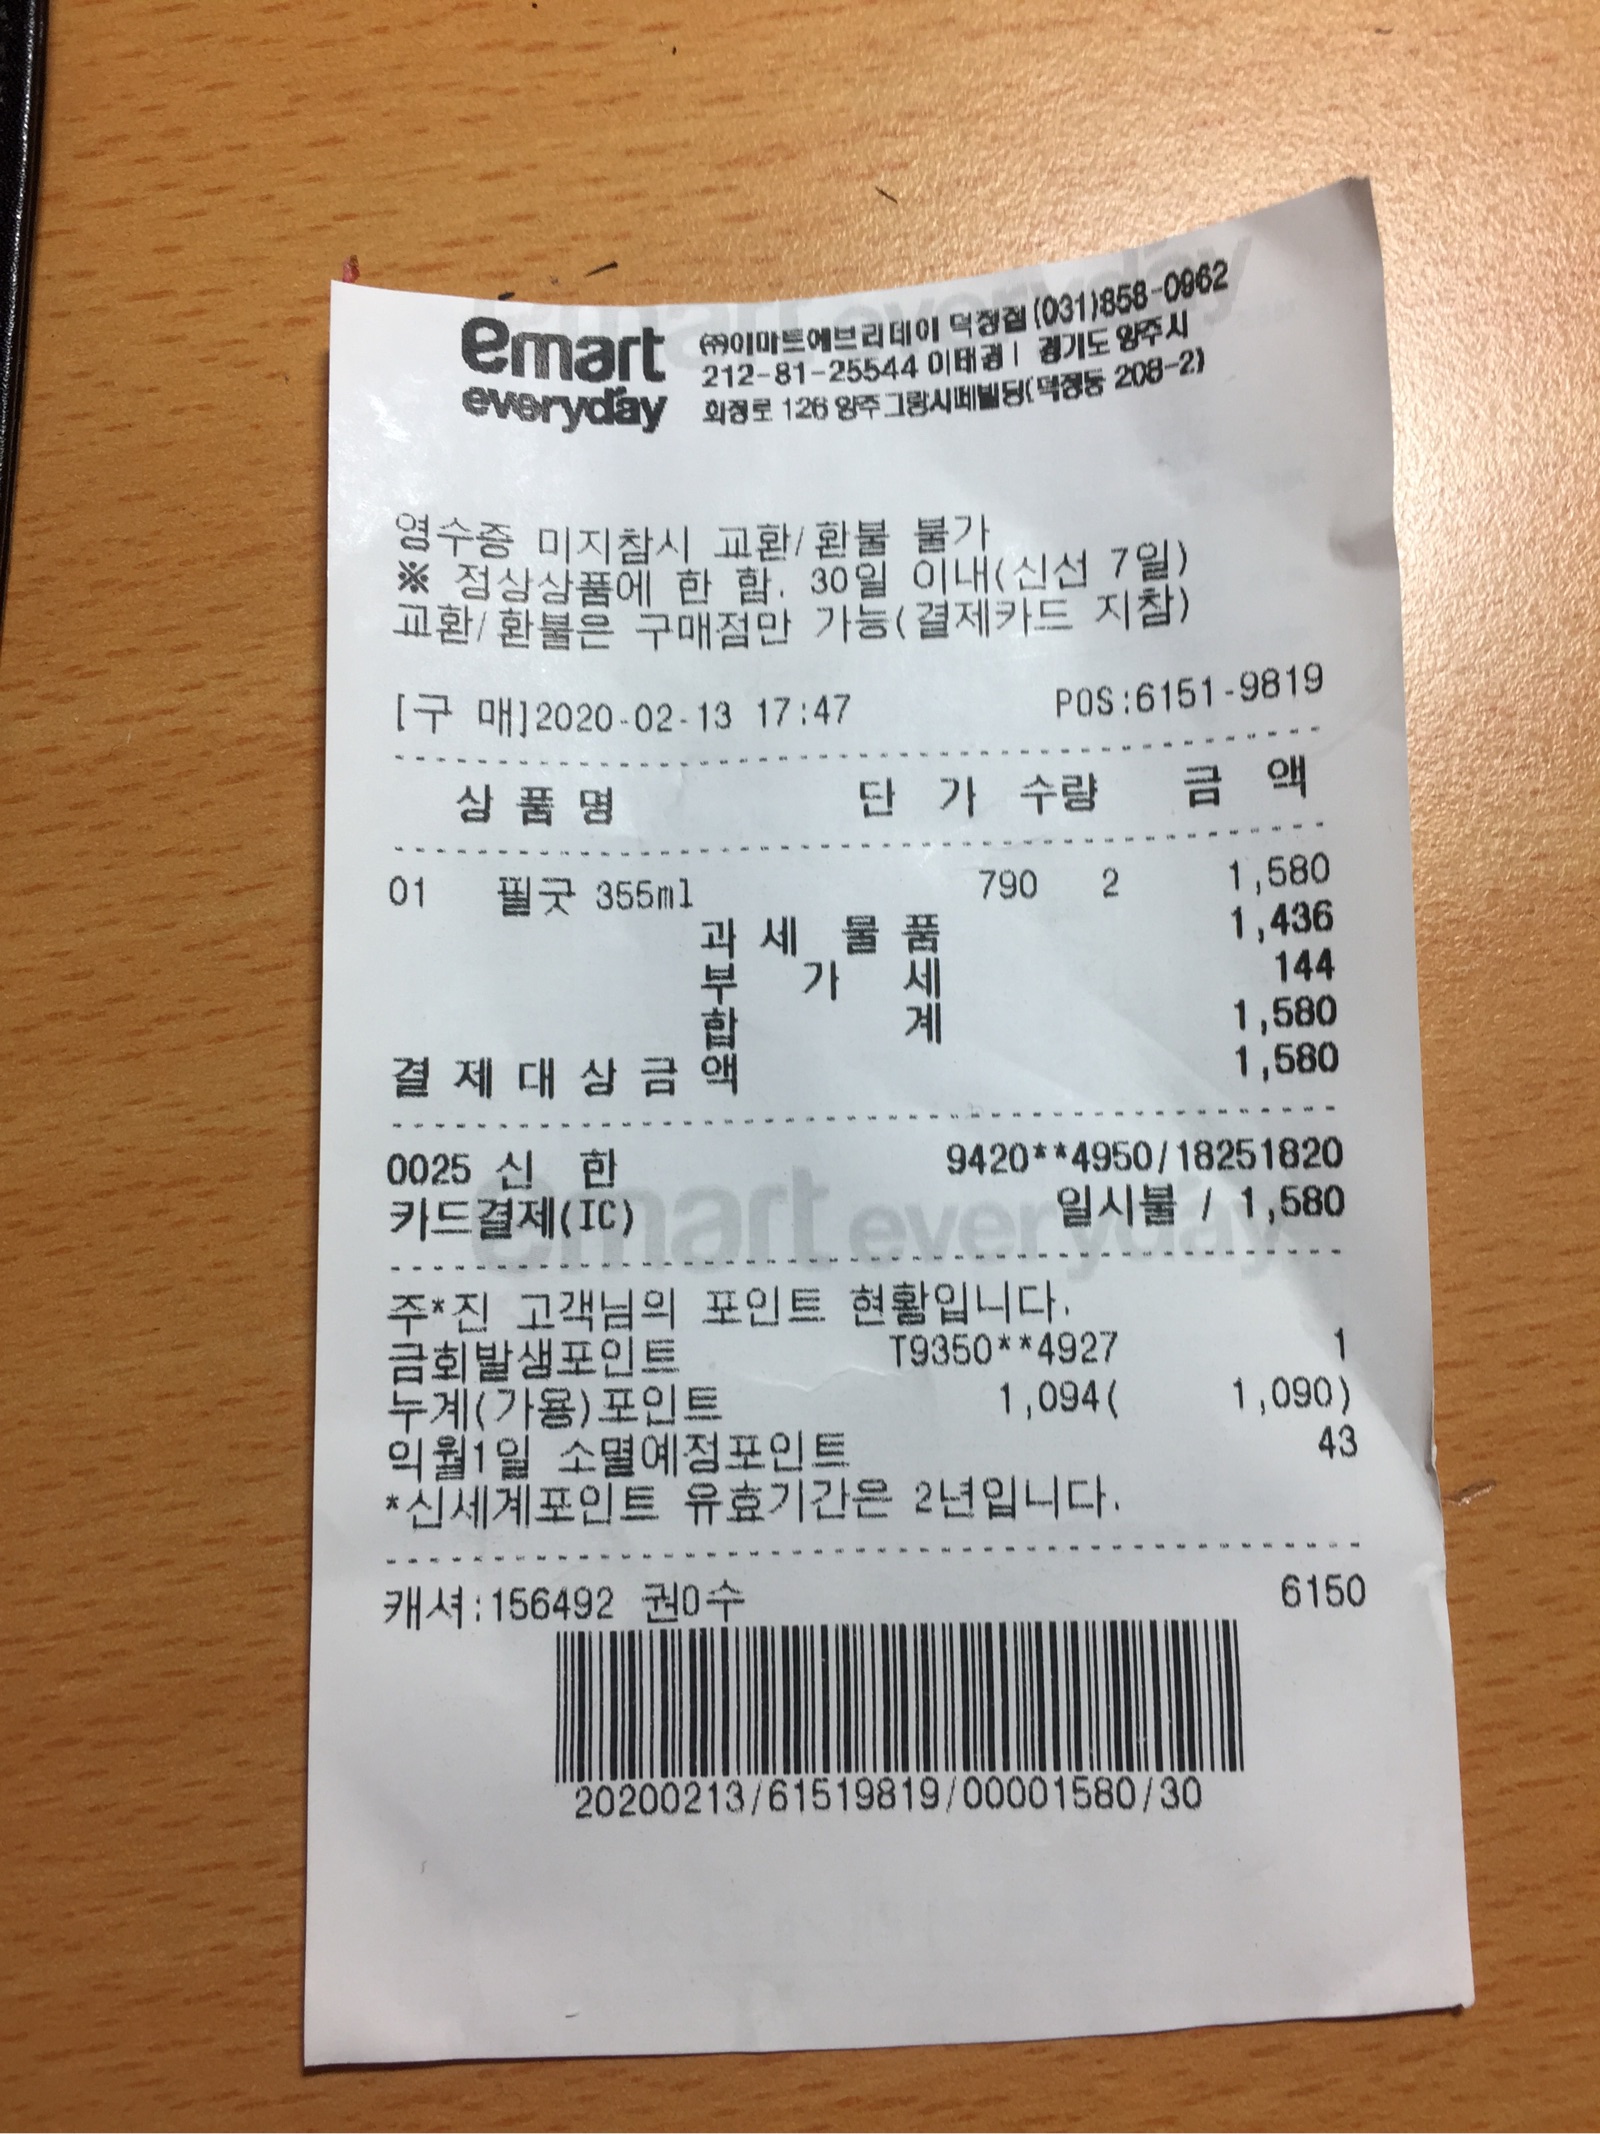 emart everyday
㈜이마트에브리데이 덕정점 (031)858-0962
212-81-25544 이태경 | 경기도 양주시
화정로 126 양주그랑시떼빌딩(덕정동 208-2)
영수증 미지참시 교환/환불 불가
※ 정상상품에 한 함. 30일 이내(신선 7일)
교환/환불은 구매점만 가능(결제카드 지참)
[구 매]2020-02-13 17:47 POS:6151-9819
상 품 명 단 가 수량 금 액
01 필굿 355ml 790 2 1,580
과 세 물 품 1,436
부 가 세 144
합 계 1,580
결 제 대 상 금 액 1,580
0025 신 한 9420**4950/18251820
카드결제(IC) 일시불 / 1,580
주*진 고객님의 포인트 현황입니다.
금회발생포인트 T9350**4927 1
누계(가용)포인트 1,094( 1,090)
익월1일 소멸예정포인트 43
*신세계포인트 유효기간은 2년입니다.
캐셔:156492 권0수 6150
20200213/61519819/00001580/30